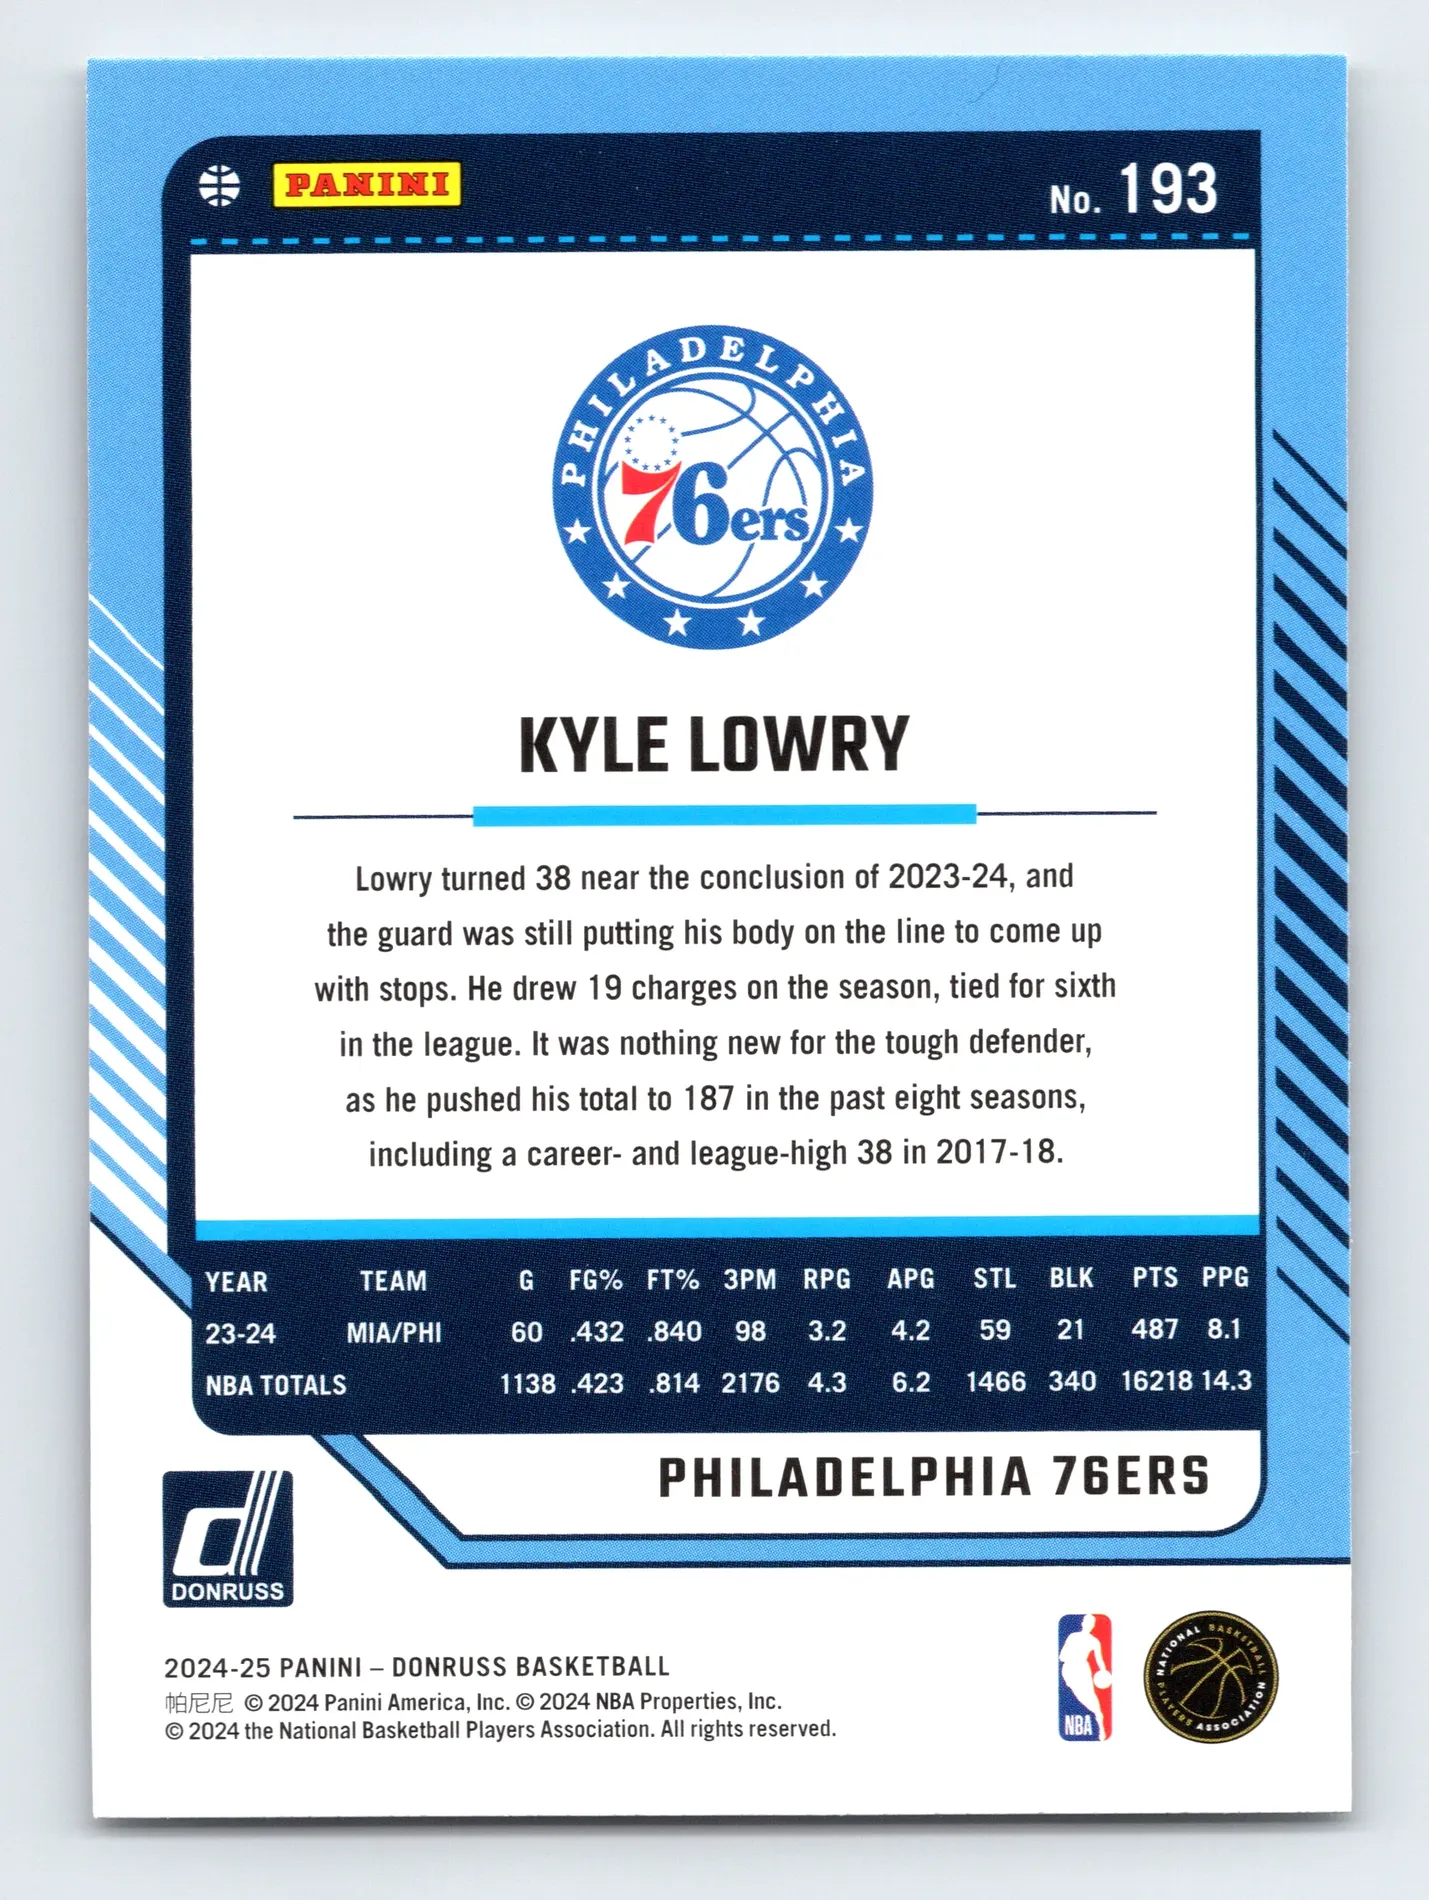 PANINI
No. 193
PHILADELPHIA
76ers
KYLE LOWRY
Lowry turned 38 near the conclusion of 2023-24, and
the guard was still putting his body on the line to come up
with stops. He drew 19 charges on the season, tied for sixth
in the league. It was nothing new for the tough defender,
as he pushed his total to 187 in the past eight seasons,
including a career- and league-high 38 in 2017-18.
YEAR TEAM G FG% FT% 3PM RPG APG STL BLK PTS PPG
23-24 MIA/PHI 60 .432 .840 98 3.2 4.2 59 21 487 8.1
NBA TOTALS 1138 .423 .814 2176 4.3 6.2 1466 340 16218 14.3
PHILADELPHIA 76ERS
d
DONRUSS
2024-25 PANINI – DONRUSS BASKETBALL
帕尼尼 © 2024 Panini America, Inc. © 2024 NBA Properties, Inc.
© 2024 the National Basketball Players Association. All rights reserved.
NBA
NATIONAL BASKETBALL
PLAYERS ASSOCIATION